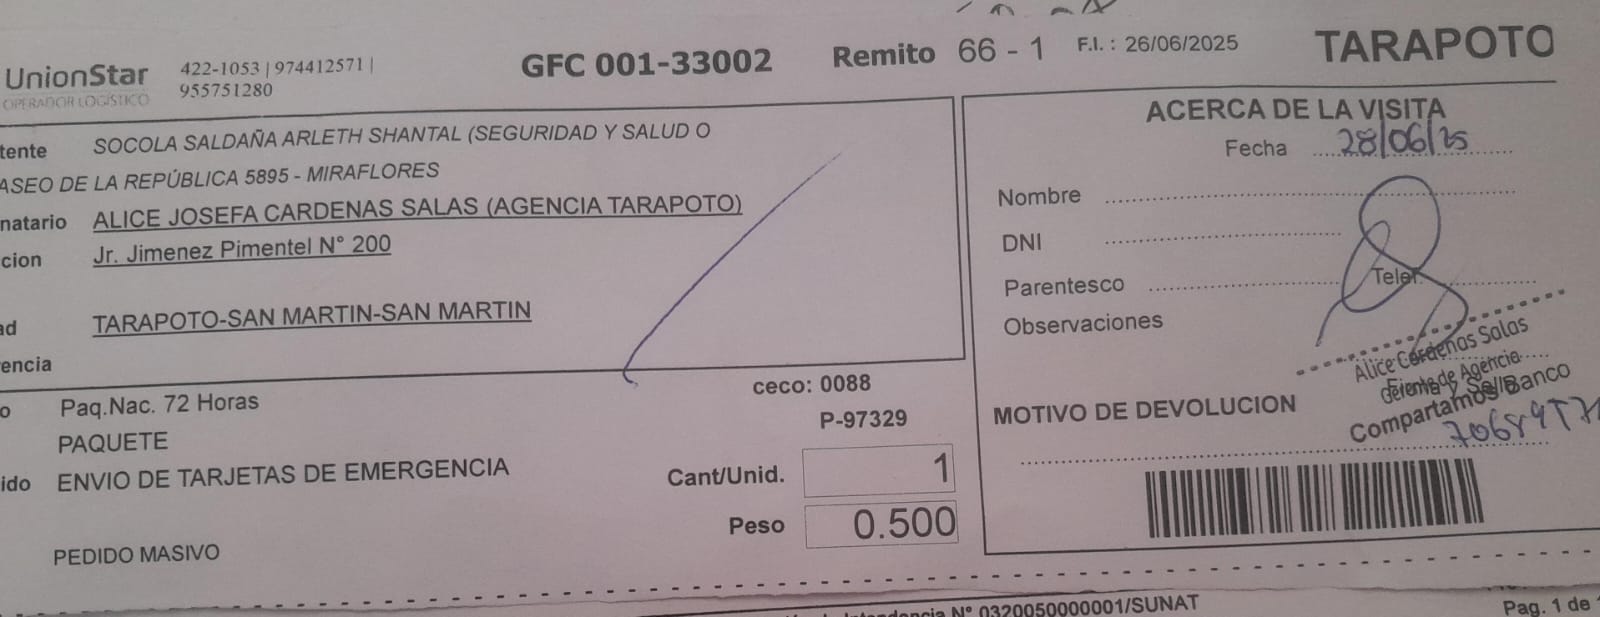 UnionStar
OPERADOR LOGÍSTICO
422-1053 | 974412571 |
955751280
GFC 001-33002
Remito 66 - 1
F.I. : 26/06/2025
TARAPOTO
tente SOCOLA SALDAÑA ARLETH SHANTAL (SEGURIDAD Y SALUD O
ASEO DE LA REPÚBLICA 5895 - MIRAFLORES
natario ALICE JOSEFA CARDENAS SALAS (AGENCIA TARAPOTO)
cion Jr. Jimenez Pimentel N° 200
ad TARAPOTO-SAN MARTIN-SAN MARTIN
encia
o Paq.Nac. 72 Horas
PAQUETE
ido ENVIO DE TARJETAS DE EMERGENCIA
PEDIDO MASIVO
ceco: 0088
P-97329
Cant/Unid. 1
Peso 0.500
ACERCA DE LA VISITA
Fecha 28/06/25
Nombre
DNI
Parentesco Telef.
Observaciones
Alice Cardenas Salas
Gerente de Agencia
Compartamos Banco
MOTIVO DE DEVOLUCION
Intendencia N° 0320050000001/SUNAT
Pag. 1 de 1